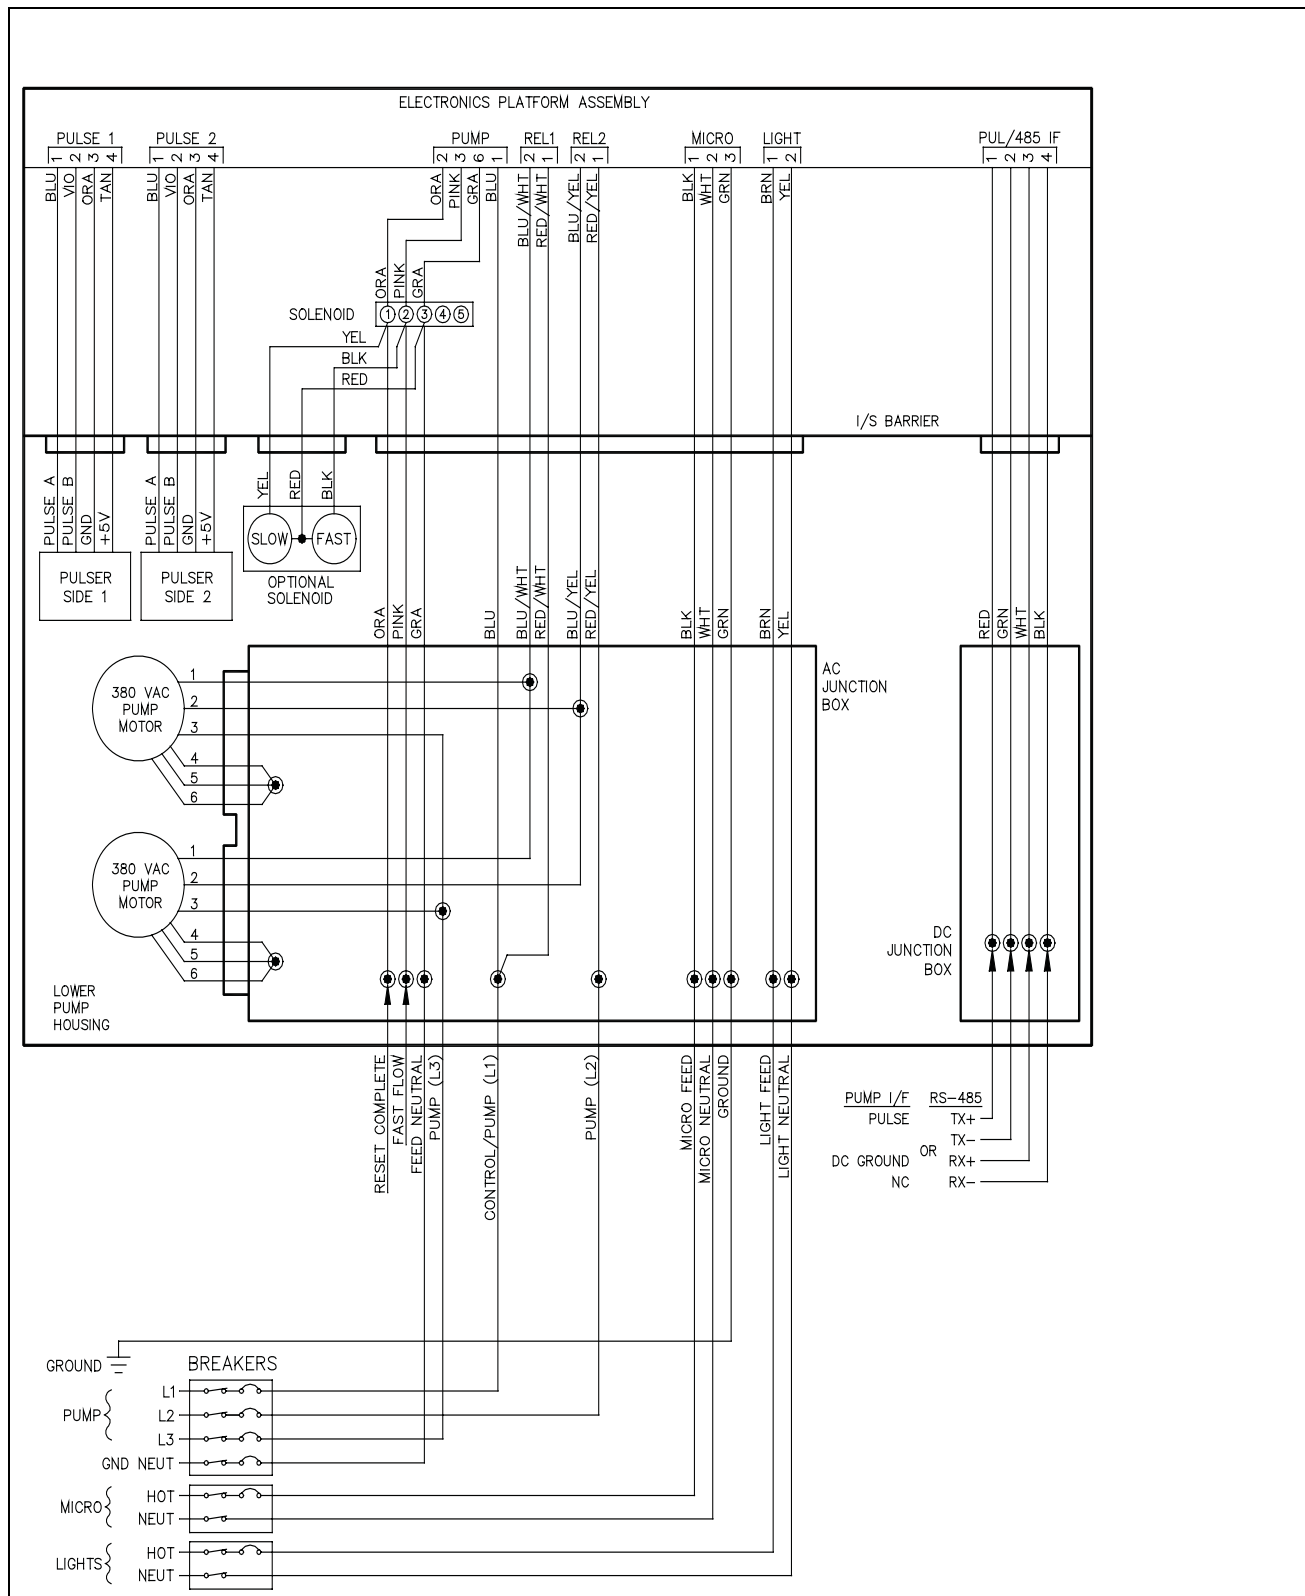 ELECTRONICS PLATFORM ASSEMBLY
PULSE 1
PULSE 2
PUMP
REL1
REL2
MICRO
LIGHT
PUL/485 IF
1 2 3 4
1 2 3 4
2 3 6 1
2 1
2 1
1 2 3
1 2
1 2 3 4
BLU
VIO
ORA
TAN
BLU
VIO
ORA
TAN
ORA
PINK
GRA
BLU
BLU/WHT
RED/WHT
BLU/YEL
RED/YEL
BLK
WHT
GRN
BRN
YEL
ORA
PINK
GRA
SOLENOID
1 2 3 4 5
YEL
BLK
RED
I/S BARRIER
PULSE A
PULSE B
GND
+5V
PULSE A
PULSE B
GND
+5V
YEL
RED
BLK
SLOW
FAST
OPTIONAL
SOLENOID
PULSER
SIDE 1
PULSER
SIDE 2
ORA
PINK
GRA
BLU
BLU/WHT
RED/WHT
BLU/YEL
RED/YEL
BLK
WHT
GRN
BRN
YEL
RED
GRN
WHT
BLK
AC
JUNCTION
BOX
380 VAC
PUMP
MOTOR
1
2
3
4
5
6
380 VAC
PUMP
MOTOR
1
2
3
4
5
6
DC
JUNCTION
BOX
LOWER
PUMP
HOUSING
RESET COMPLETE
FAST FLOW
FEED NEUTRAL
PUMP (L3)
CONTROL/PUMP (L1)
PUMP (L2)
MICRO FEED
MICRO NEUTRAL
GROUND
LIGHT FEED
LIGHT NEUTRAL
PUMP I/F RS-485
PULSE TX+
TX-
OR
DC GROUND RX+
NC RX-
GROUND
BREAKERS
PUMP
L1
L2
L3
GND NEUT
MICRO
HOT
NEUT
LIGHTS
HOT
NEUT